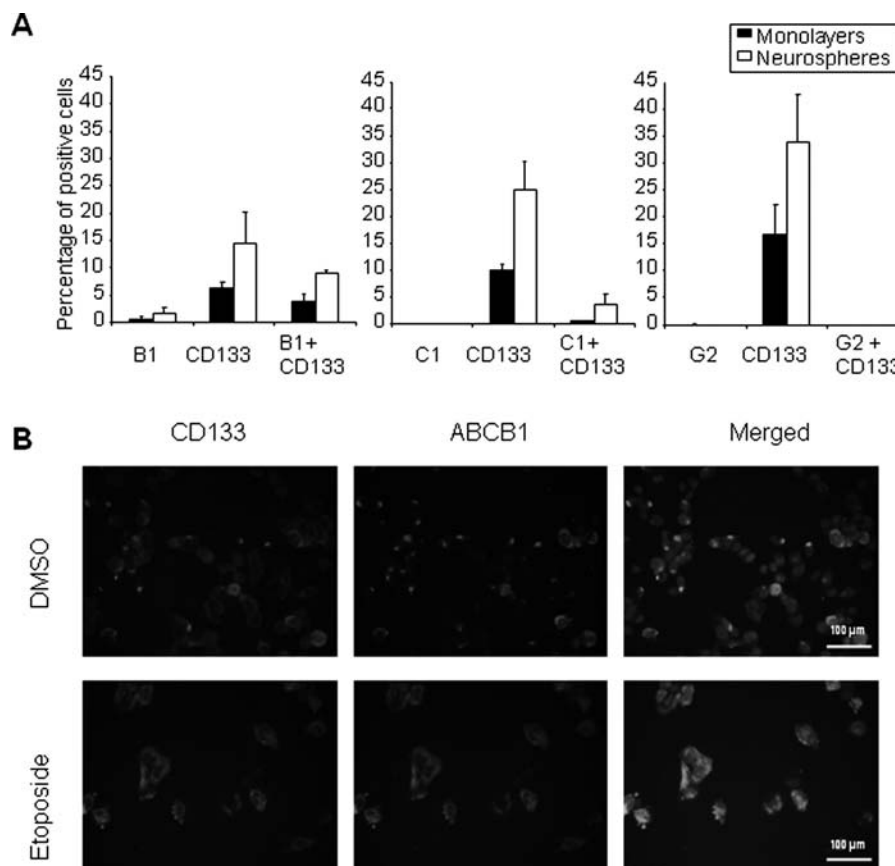 A
Monolayers
Neurospheres
Percentage of positive cells
45
40
35
30
25
20
15
10
5
0
B1
CD133
B1+
CD133
45
40
35
30
25
20
15
10
5
0
C1
CD133
C1+
CD133
45
40
35
30
25
20
15
10
5
0
G2
CD133
G2 +
CD133
B
CD133
ABCB1
Merged
DMSO
100 µm
Etoposide
100 µm